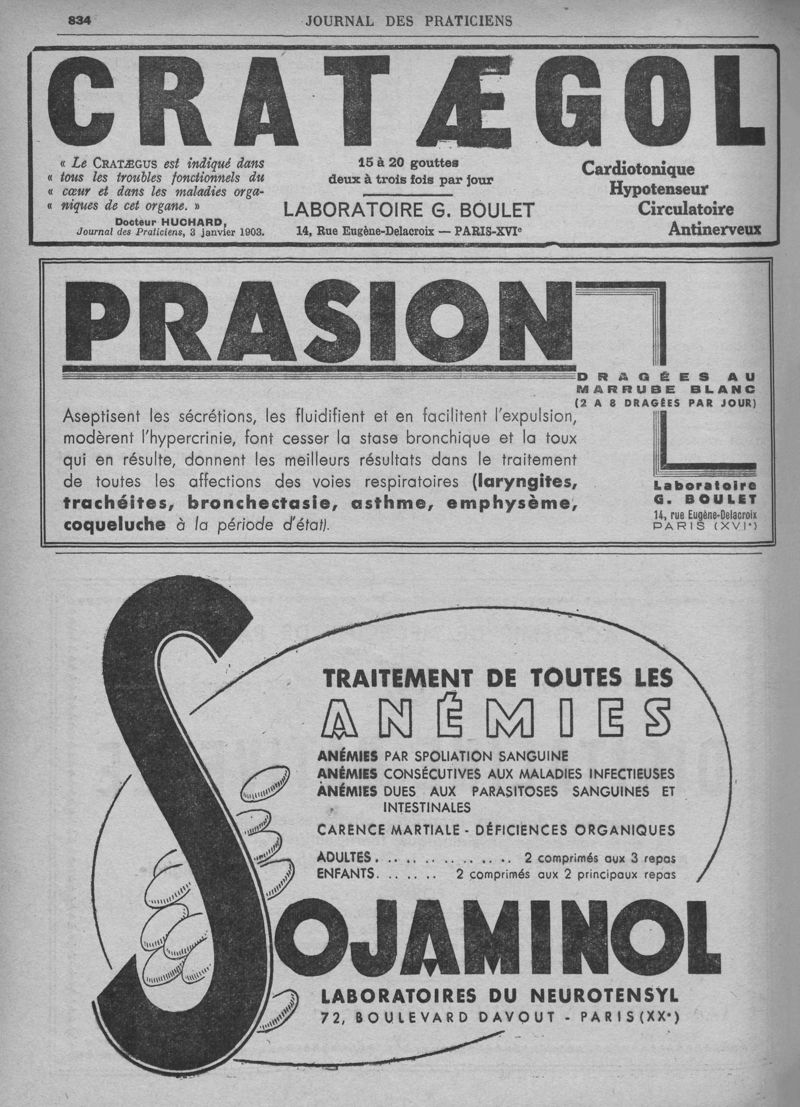 834
JOURNAL DES PRATICIENS
CRATÆGOL
« Le CRATÆGUS est indiqué dans
« tous les troubles fonctionnels du
« cœur et dans les maladies orga-
« niques de cet organe. »
Docteur HUCHARD,
Journal des Praticiens, 3 janvier 1903.
15 à 20 gouttes
deux à trois fois par jour
LABORATOIRE G. BOULET
14, Rue Eugène-Delacroix — PARIS-XVIe
Cardiotonique
Hypotenseur
Circulatoire
Antinerveux
PRASION
DRAGÉES AU
MARRUBE BLANC
(2 A 8 DRAGÉES PAR JOUR)
Aseptisent les sécrétions, les fluidifient et en facilitent l'expulsion,
modèrent l'hypercrinie, font cesser la stase bronchique et la toux
qui en résulte, donnent les meilleurs résultats dans le traitement
de toutes les affections des voies respiratoires (laryngites,
trachéites, bronchectasie, asthme, emphysème,
coqueluche à la période d'état).
Laboratoire
G. BOULET
14, rue Eugène-Delacroix
PARIS (XVIe)
TRAITEMENT DE TOUTES LES
ANÉMIES
ANÉMIES PAR SPOLIATION SANGUINE
ANÉMIES CONSÉCUTIVES AUX MALADIES INFECTIEUSES
ANÉMIES DUES AUX PARASITOSES SANGUINES ET
INTESTINALES
CARENCE MARTIALE - DÉFICIENCES ORGANIQUES
ADULTES. .. .. .. .. .. .. .. 2 comprimés aux 3 repas
ENFANTS. .. .. .. 2 comprimés aux 2 principaux repas
SOJAMINOL
LABORATOIRES DU NEUROTENSYL
72, BOULEVARD DAVOUT - PARIS (XXe)